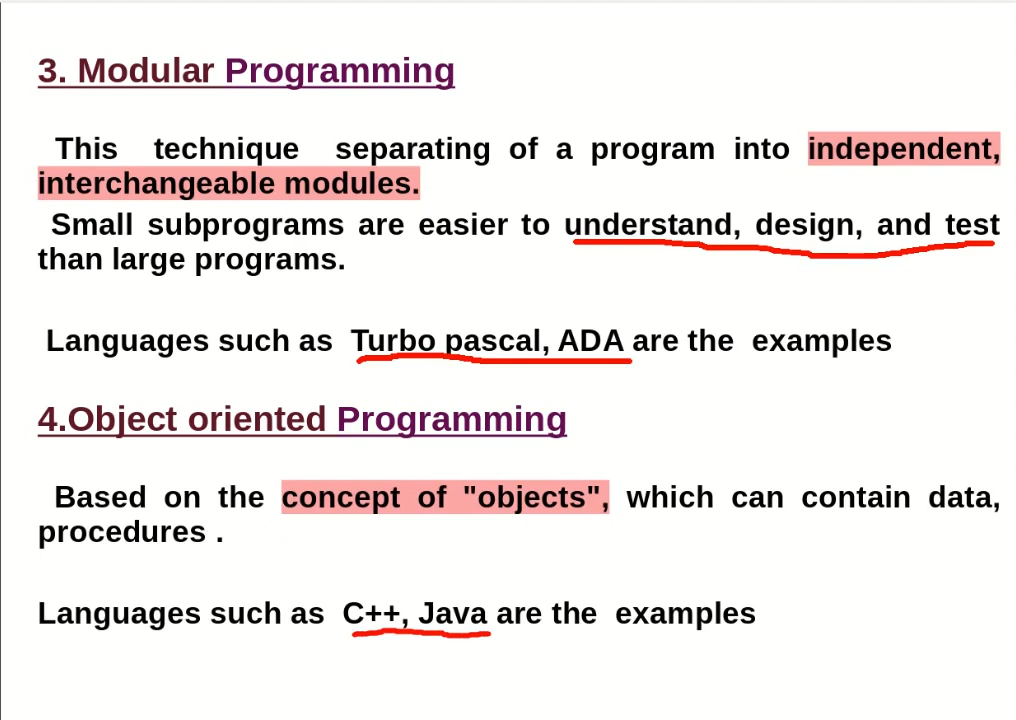 3. Modular Programming
This technique separating of a program into independent,
interchangeable modules.
Small subprograms are easier to understand, design, and test
than large programs.
Languages such as Turbo pascal, ADA are the examples
4.Object oriented Programming
Based on the concept of "objects", which can contain data,
procedures .
Languages such as C++, Java are the examples